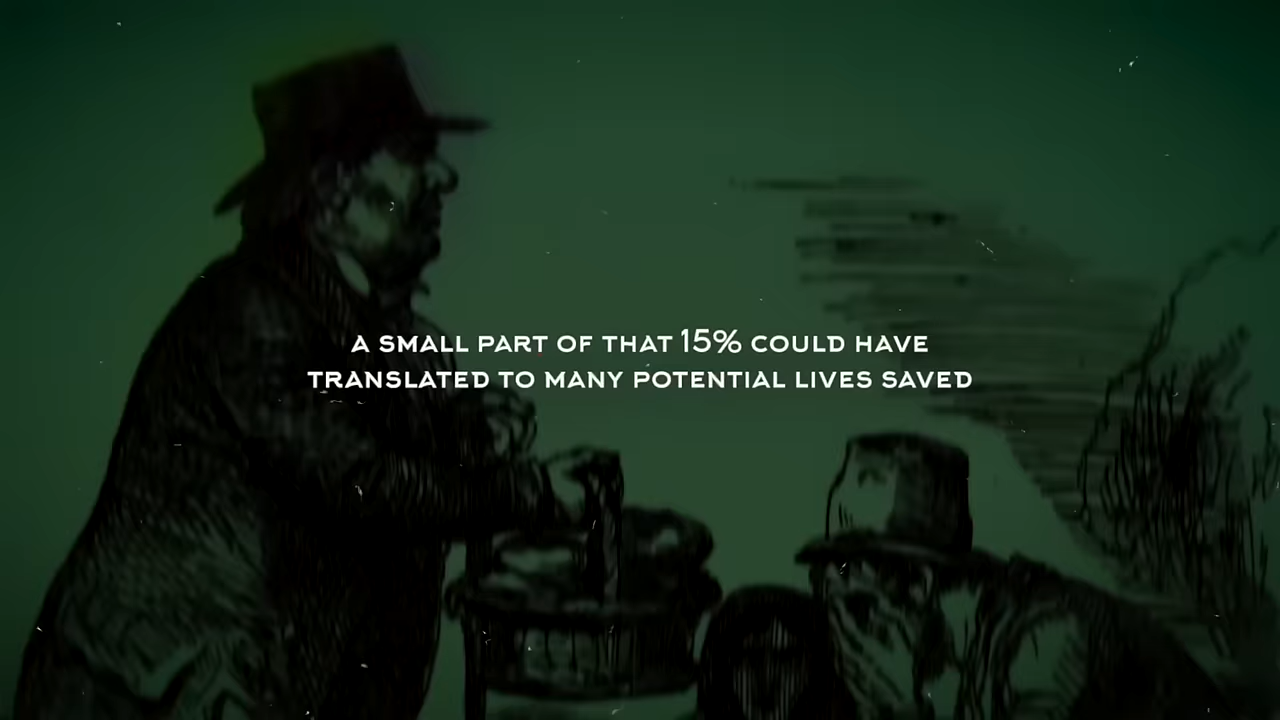 A SMALL PART OF THAT 15% COULD HAVE
TRANSLATED TO MANY POTENTIAL LIVES SAVED